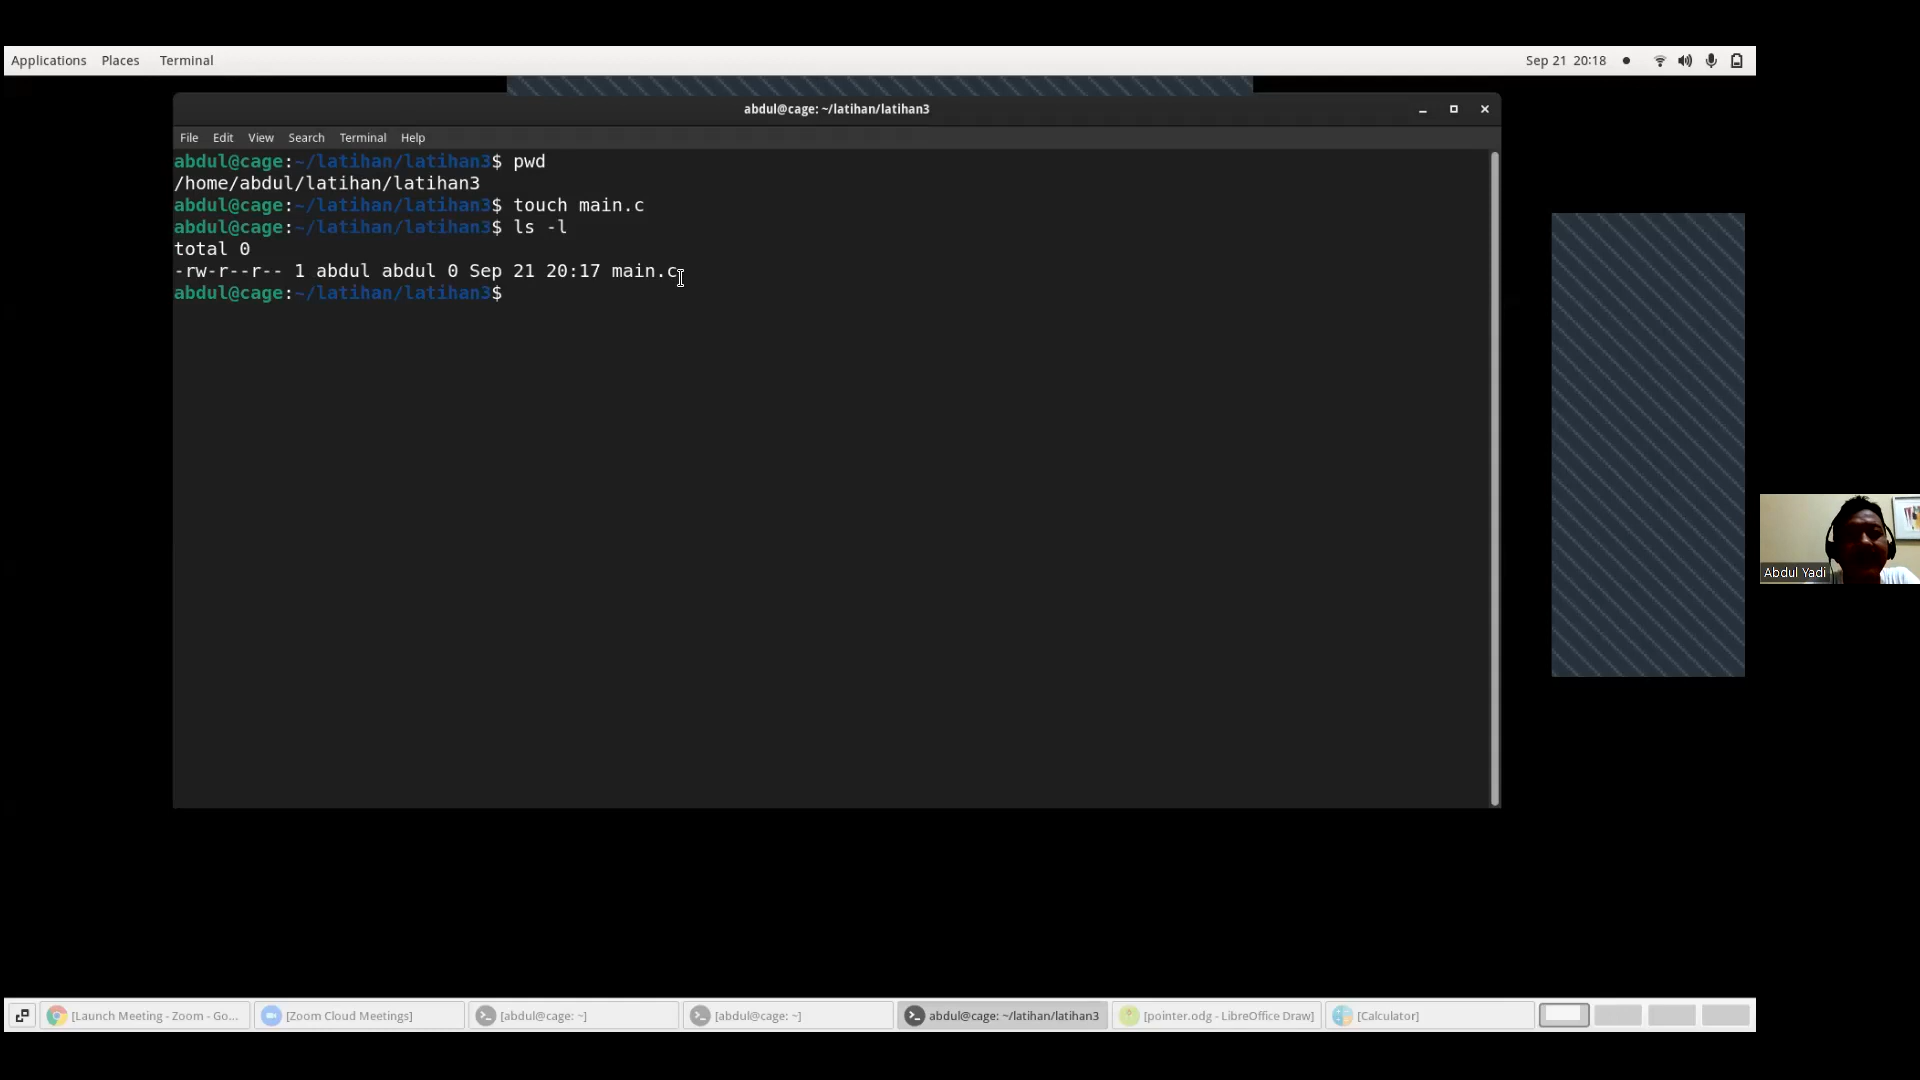 Applications Places Terminal Sep 21 20:18
abdul@cage: ~/latihan/latihan3
File Edit View Search Terminal Help
abdul@cage:~/latihan/latihan3$ pwd
/home/abdul/latihan/latihan3
abdul@cage:~/latihan/latihan3$ touch main.c
abdul@cage:~/latihan/latihan3$ ls -l
total 0
-rw-r--r-- 1 abdul abdul 0 Sep 21 20:17 main.c
abdul@cage:~/latihan/latihan3$
Abdul Yadi
[Launch Meeting - Zoom - Go... [Zoom Cloud Meetings] [abdul@cage: ~] [abdul@cage: ~] abdul@cage: ~/latihan/latihan3 [pointer.odg - LibreOffice Draw] [Calculator]